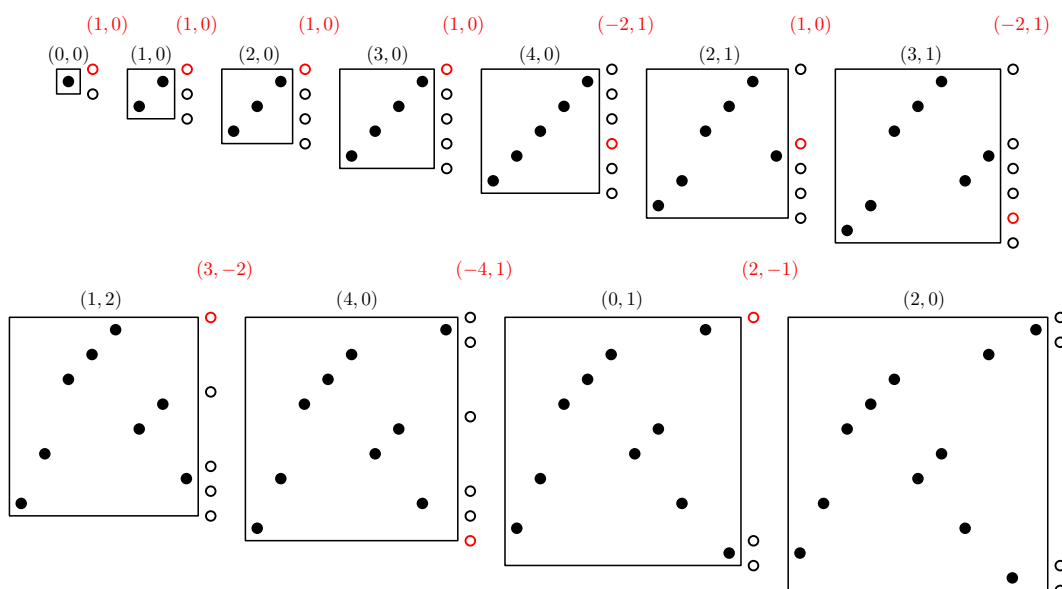 (1, 0) (1, 0) (1, 0) (1, 0) (−2, 1) (1, 0) (−2, 1)
(0, 0) (1, 0) (2, 0) (3, 0) (4, 0) (2, 1) (3, 1)
(3, −2) (−4, 1) (2, −1)
(1, 2) (4, 0) (0, 1) (2, 0)